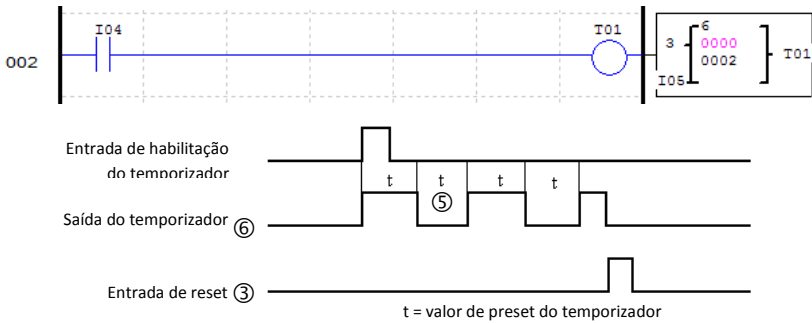 I04
T01
002
6
3
0000
0002
T01
I05
Entrada de habilitação
do temporizador
t
t
t
t
⑤
Saída do temporizador ⑥
Entrada de reset ③
t = valor de preset do temporizador